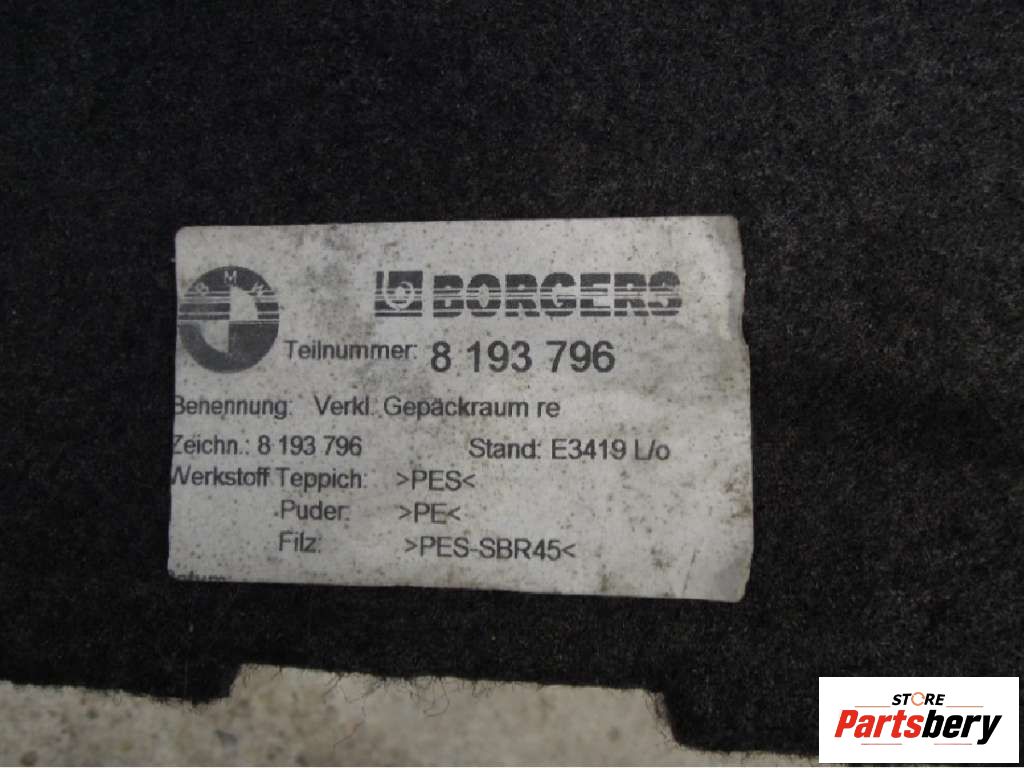 BMW
BORGERS
Teilnummer: 8 193 796
Benennung: Verkl. Gepäckraum re
Zeichn.: 8 193 796 Stand: E3419 L/o
Werkstoff Teppich: >PES<
Puder: >PE<
Filz: >PES-SBR45<
STORE
Partsbery